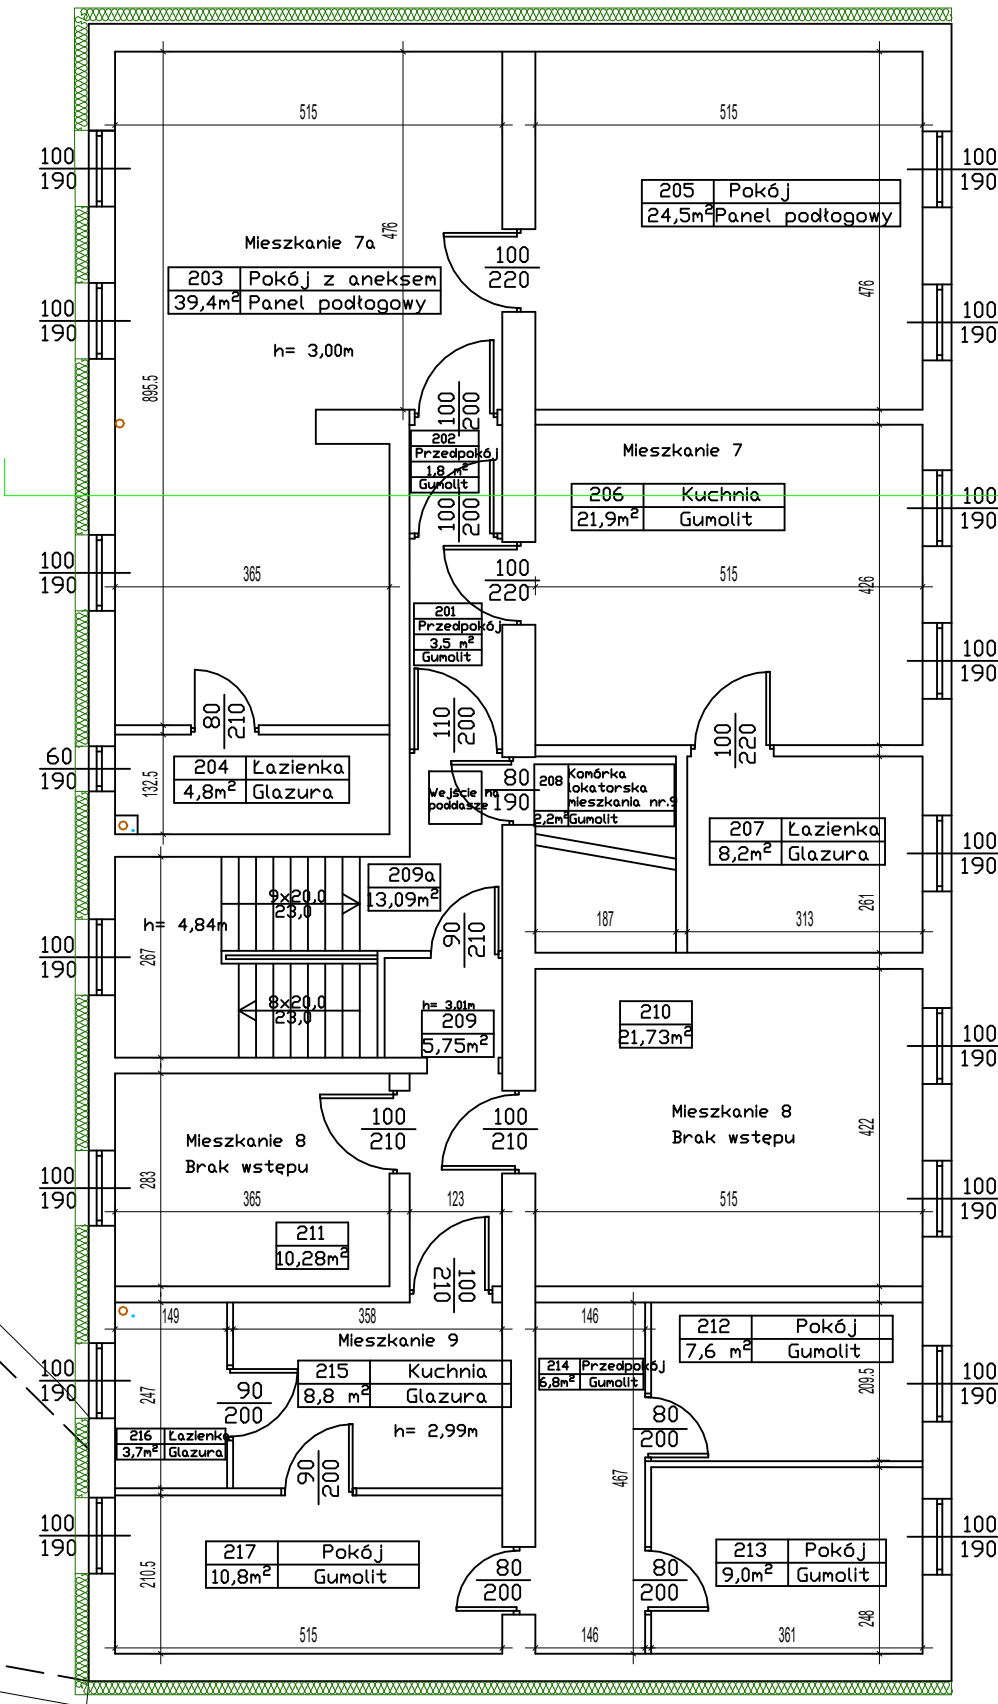 515
515
100
190
100
190
205 Pokój
24,5m² Panel podłogowy
476
Mieszkanie 7a
100
220
203 Pokój z aneksem
39,4m² Panel podłogowy
476
100
190
100
190
h= 3,00m
895.5
100
200
202
Przedpokój
1,8 m²
Gumolit
Mieszkanie 7
206 Kuchnia
21,9m² Gumolit
100
190
100
200
100
190
365
100
220
515
426
201
Przedpokój
3,5 m²
Gumolit
100
190
80
210
110
200
100
220
60
190
204 Łazienka
4,8m² Glazura
132.5
Wejście na
poddasze
80
190
208 Komórka
lokatorska
mieszkania nr.9
2,2m² Gumolit
207 Łazienka
8,2m² Glazura
100
190
209a
13,09m²
9x20,0
23,0
h= 4,84m
267
90
210
187
313
261
100
190
8x20,0
23,0
h= 3,01m
209
5,75m²
210
21,73m²
100
190
Mieszkanie 8
Brak wstępu
100
210
100
210
Mieszkanie 8
Brak wstępu
422
100
190
283
365
123
515
100
190
211
10,28m²
100
210
149
358
146
212 Pokój
7,6 m² Gumolit
Mieszkanie 9
215 Kuchnia
8,8 m² Glazura
214 Przedpokój
6,8m² Gumolit
209.5
100
190
247
90
200
100
190
h= 2,99m
80
200
216 Łazienka
3,7m² Glazura
90
200
467
100
190
217 Pokój
10,8m² Gumolit
210.5
80
200
80
200
213 Pokój
9,0m² Gumolit
100
190
248
515
146
361